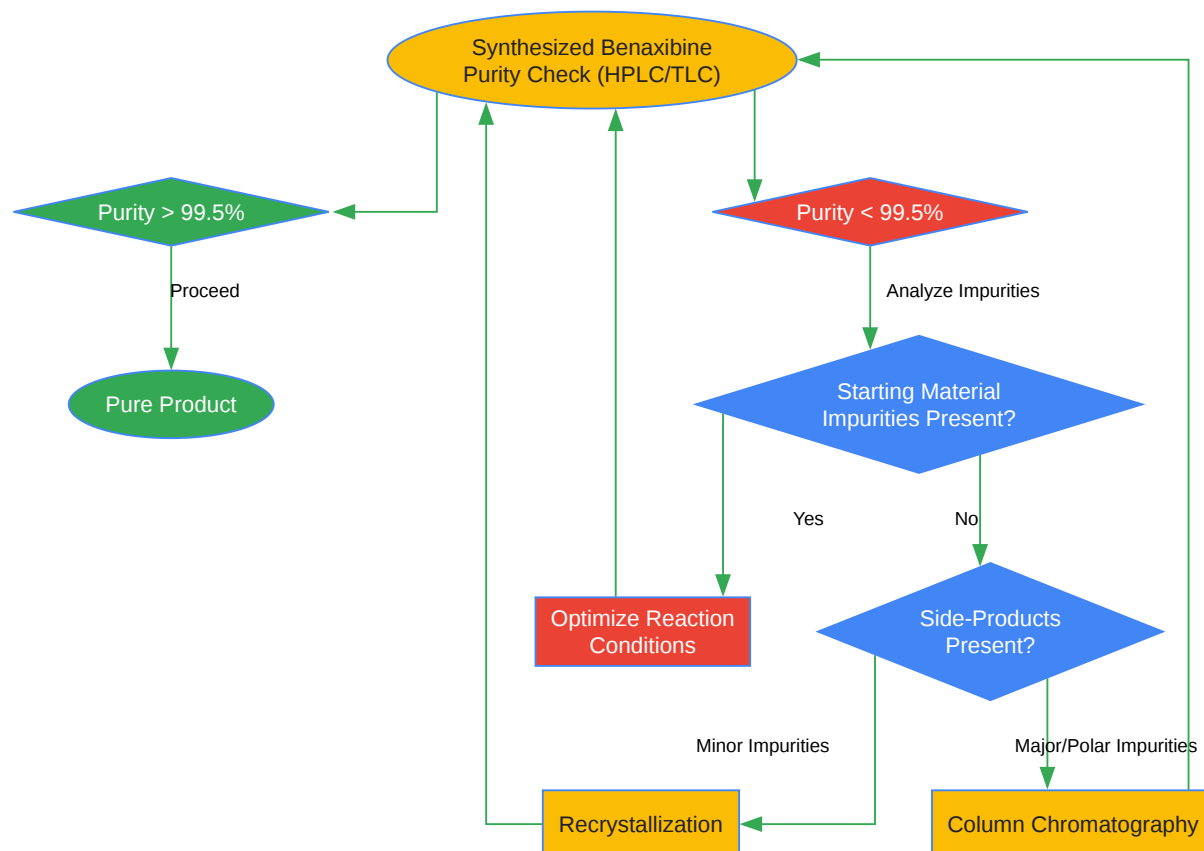 Synthesized Benaxibine
Purity Check (HPLC/TLC)
Purity > 99.5%
Purity < 99.5%
Proceed
Analyze Impurities
Pure Product
Starting Material
Impurities Present?
Yes
No
Optimize Reaction
Conditions
Side-Products
Present?
Minor Impurities
Major/Polar Impurities
Recrystallization
Column Chromatography